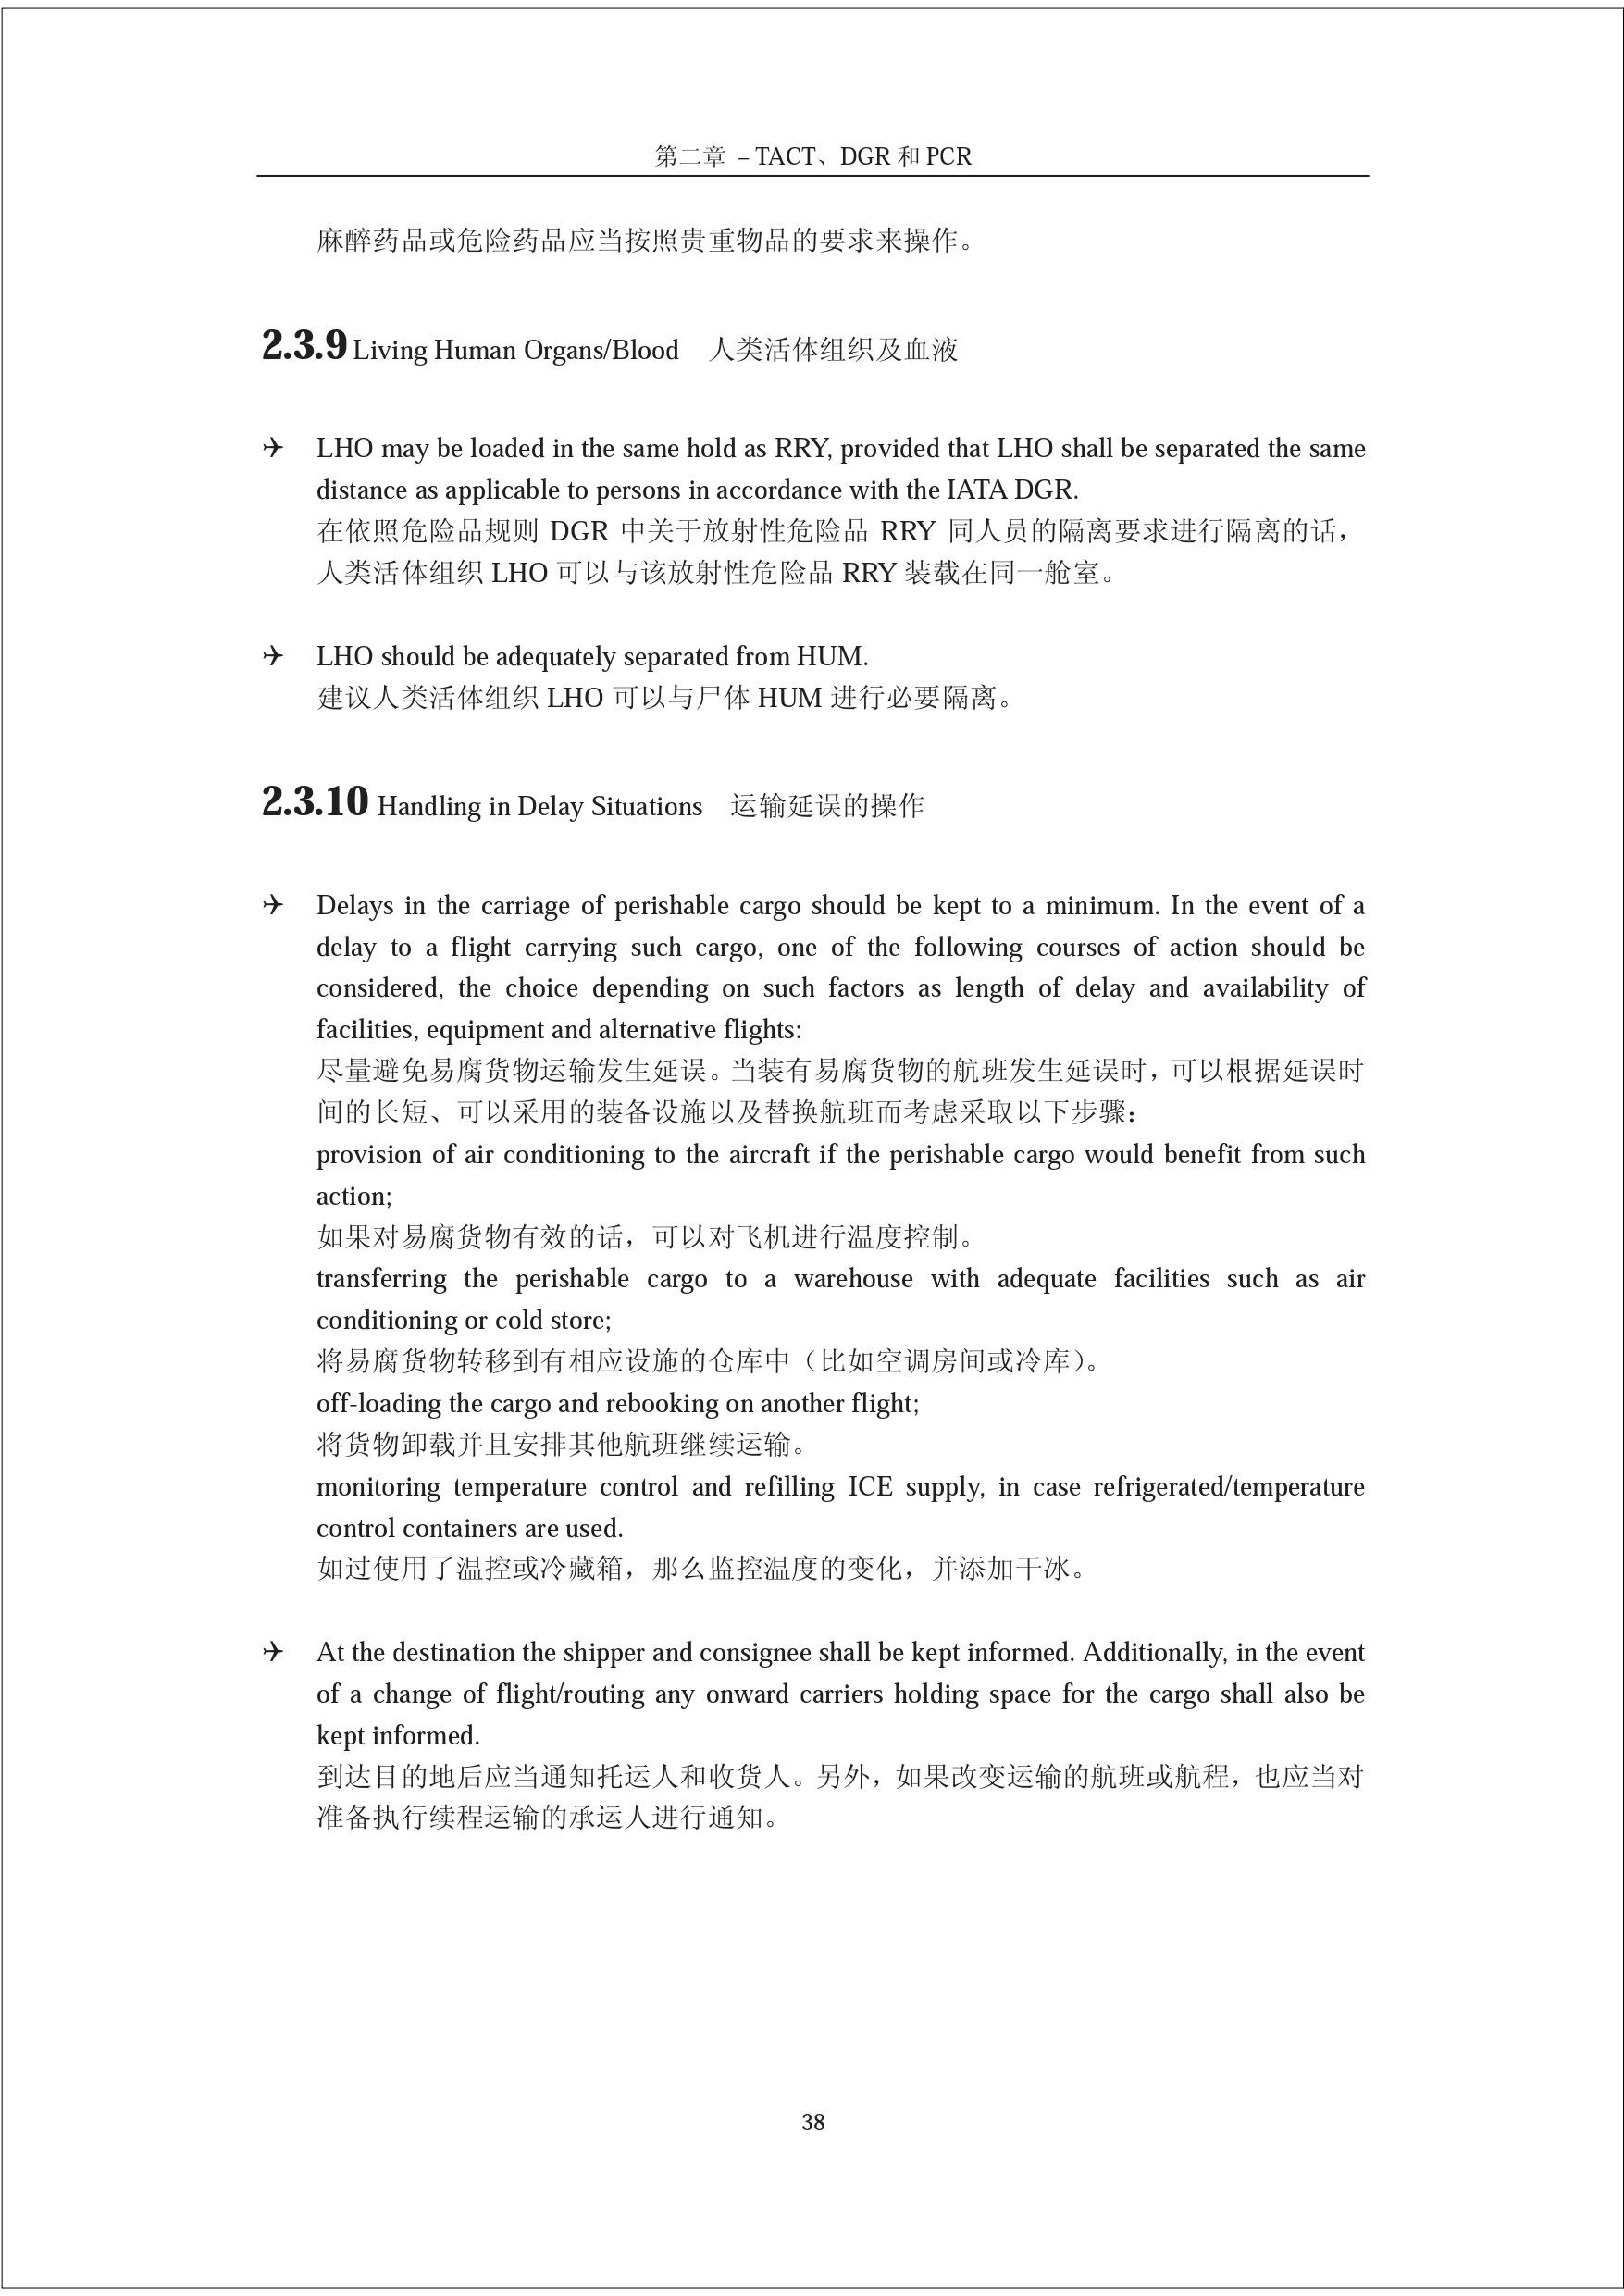 第二章 – TACT、DGR 和 PCR
麻醉药品或危险药品应当按照贵重物品的要求来操作。
2.3.9 Living Human Organs/Blood 人类活体组织及血液
✈ LHO may be loaded in the same hold as RRY, provided that LHO shall be separated the same
distance as applicable to persons in accordance with the IATA DGR.
在依照危险品规则 DGR 中关于放射性危险品 RRY 同人员的隔离要求进行隔离的话，
人类活体组织 LHO 可以与该放射性危险品 RRY 装载在同一舱室。
✈ LHO should be adequately separated from HUM.
建议人类活体组织 LHO 可以与尸体 HUM 进行必要隔离。
2.3.10 Handling in Delay Situations 运输延误的操作
✈ Delays in the carriage of perishable cargo should be kept to a minimum. In the event of a
delay to a flight carrying such cargo, one of the following courses of action should be
considered, the choice depending on such factors as length of delay and availability of
facilities, equipment and alternative flights:
尽量避免易腐货物运输发生延误。当装有易腐货物的航班发生延误时，可以根据延误时
间的长短、可以采用的装备设施以及替换航班而考虑采取以下步骤：
provision of air conditioning to the aircraft if the perishable cargo would benefit from such
action;
如果对易腐货物有效的话，可以对飞机进行温度控制。
transferring the perishable cargo to a warehouse with adequate facilities such as air
conditioning or cold store;
将易腐货物转移到有相应设施的仓库中（比如空调房间或冷库）。
off-loading the cargo and rebooking on another flight;
将货物卸载并且安排其他航班继续运输。
monitoring temperature control and refilling ICE supply, in case refrigerated/temperature
control containers are used.
如过使用了温控或冷藏箱，那么监控温度的变化，并添加干冰。
✈ At the destination the shipper and consignee shall be kept informed. Additionally, in the event
of a change of flight/routing any onward carriers holding space for the cargo shall also be
kept informed.
到达目的地后应当通知托运人和收货人。另外，如果改变运输的航班或航程，也应当对
准备执行续程运输的承运人进行通知。
38